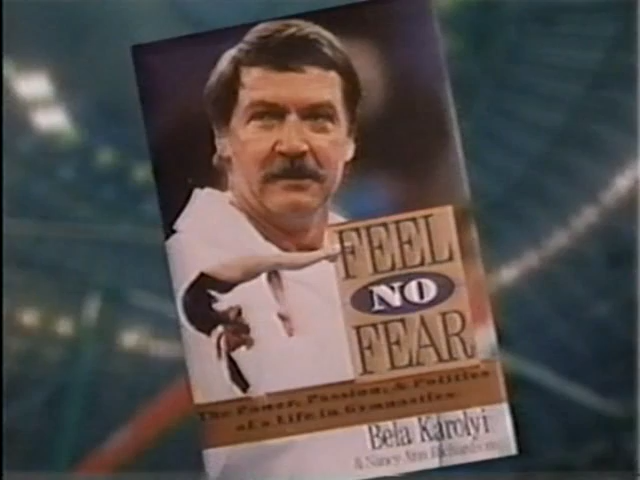 FEEL
NO
FEAR
The Power, Passion, & Politics
of a Life in Gymnastics
Bela Karolyi
& Nancy Ann Richardson